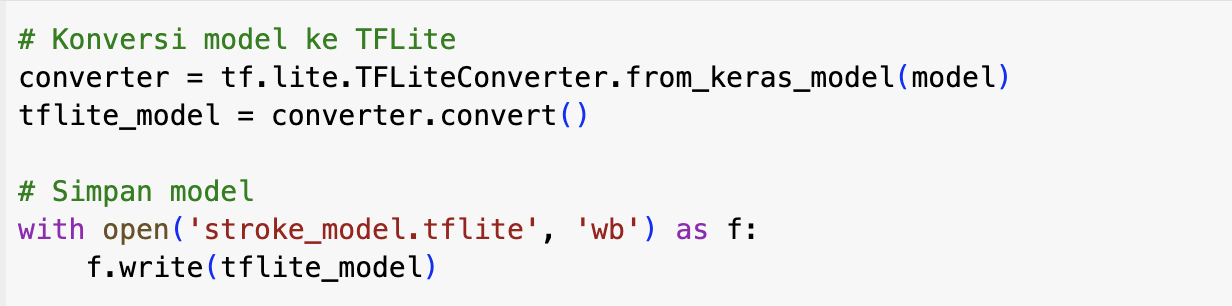 # Konversi model ke TFLite
converter = tf.lite.TFLiteConverter.from_keras_model(model)
tflite_model = converter.convert()
# Simpan model
with open('stroke_model.tflite', 'wb') as f:
    f.write(tflite_model)